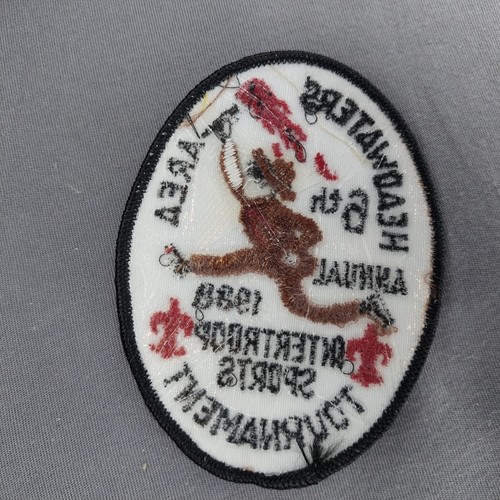 HEADWATERS
AREA
6th
ANNUAL
1988
INTERTROOP
SPORTS
TOURNAMENT